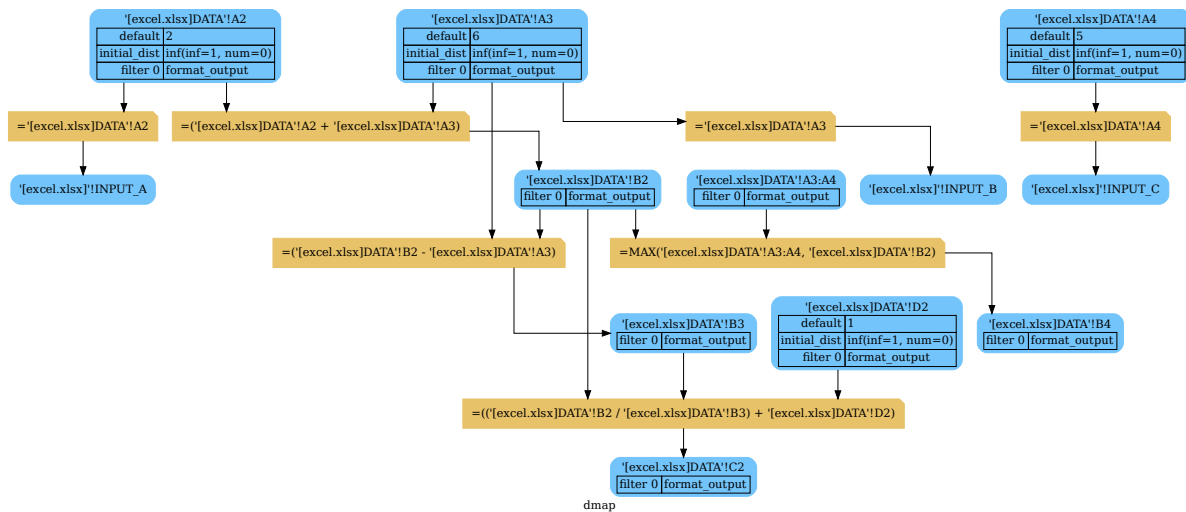 '[excel.xlsx]DATA'!A2
default 2
initial_dist inf(inf=1, num=0)
filter 0 format_output
'[excel.xlsx]DATA'!A3
default 6
initial_dist inf(inf=1, num=0)
filter 0 format_output
'[excel.xlsx]DATA'!A4
default 5
initial_dist inf(inf=1, num=0)
filter 0 format_output
='[excel.xlsx]DATA'!A2
=('[excel.xlsx]DATA'!A2 + '[excel.xlsx]DATA'!A3)
='[excel.xlsx]DATA'!A3
='[excel.xlsx]DATA'!A4
'[excel.xlsx]'!INPUT_A
'[excel.xlsx]DATA'!B2
filter 0 format_output
'[excel.xlsx]DATA'!A3:A4
filter 0 format_output
'[excel.xlsx]'!INPUT_B
'[excel.xlsx]'!INPUT_C
=('[excel.xlsx]DATA'!B2 - '[excel.xlsx]DATA'!A3)
=MAX('[excel.xlsx]DATA'!A3:A4, '[excel.xlsx]DATA'!B2)
'[excel.xlsx]DATA'!B3
filter 0 format_output
'[excel.xlsx]DATA'!D2
default 1
initial_dist inf(inf=1, num=0)
filter 0 format_output
'[excel.xlsx]DATA'!B4
filter 0 format_output
=(('[excel.xlsx]DATA'!B2 / '[excel.xlsx]DATA'!B3) + '[excel.xlsx]DATA'!D2)
'[excel.xlsx]DATA'!C2
filter 0 format_output
dmap